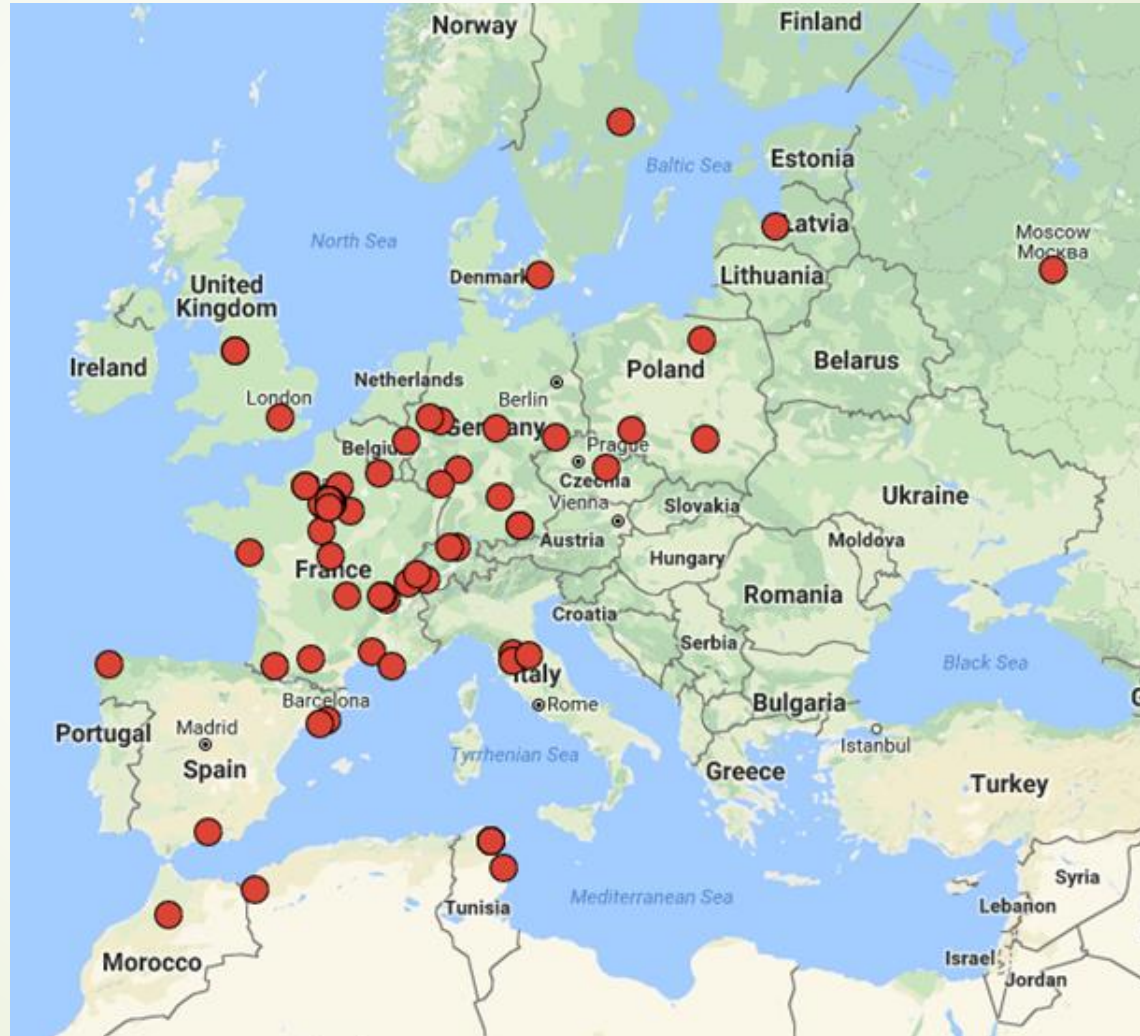 Norway
Finland
Estonia
Baltic Sea
Latvia
Moscow
Москва
North Sea
Denmark
Lithuania
United
Kingdom
Ireland
Belarus
Poland
Netherlands
Berlin
London
Germany
Belgium
Prague
Czechia
Ukraine
Vienna
Slovakia
Austria
Moldova
Hungary
France
Romania
Croatia
Serbia
Black Sea
Italy
Barcelona
Bulgaria
Rome
Portugal
Madrid
Istanbul
Tyrrhenian Sea
Spain
Greece
Turkey
Syria
Mediterranean Sea
Lebanon
Tunisia
Morocco
Israel
Jordan